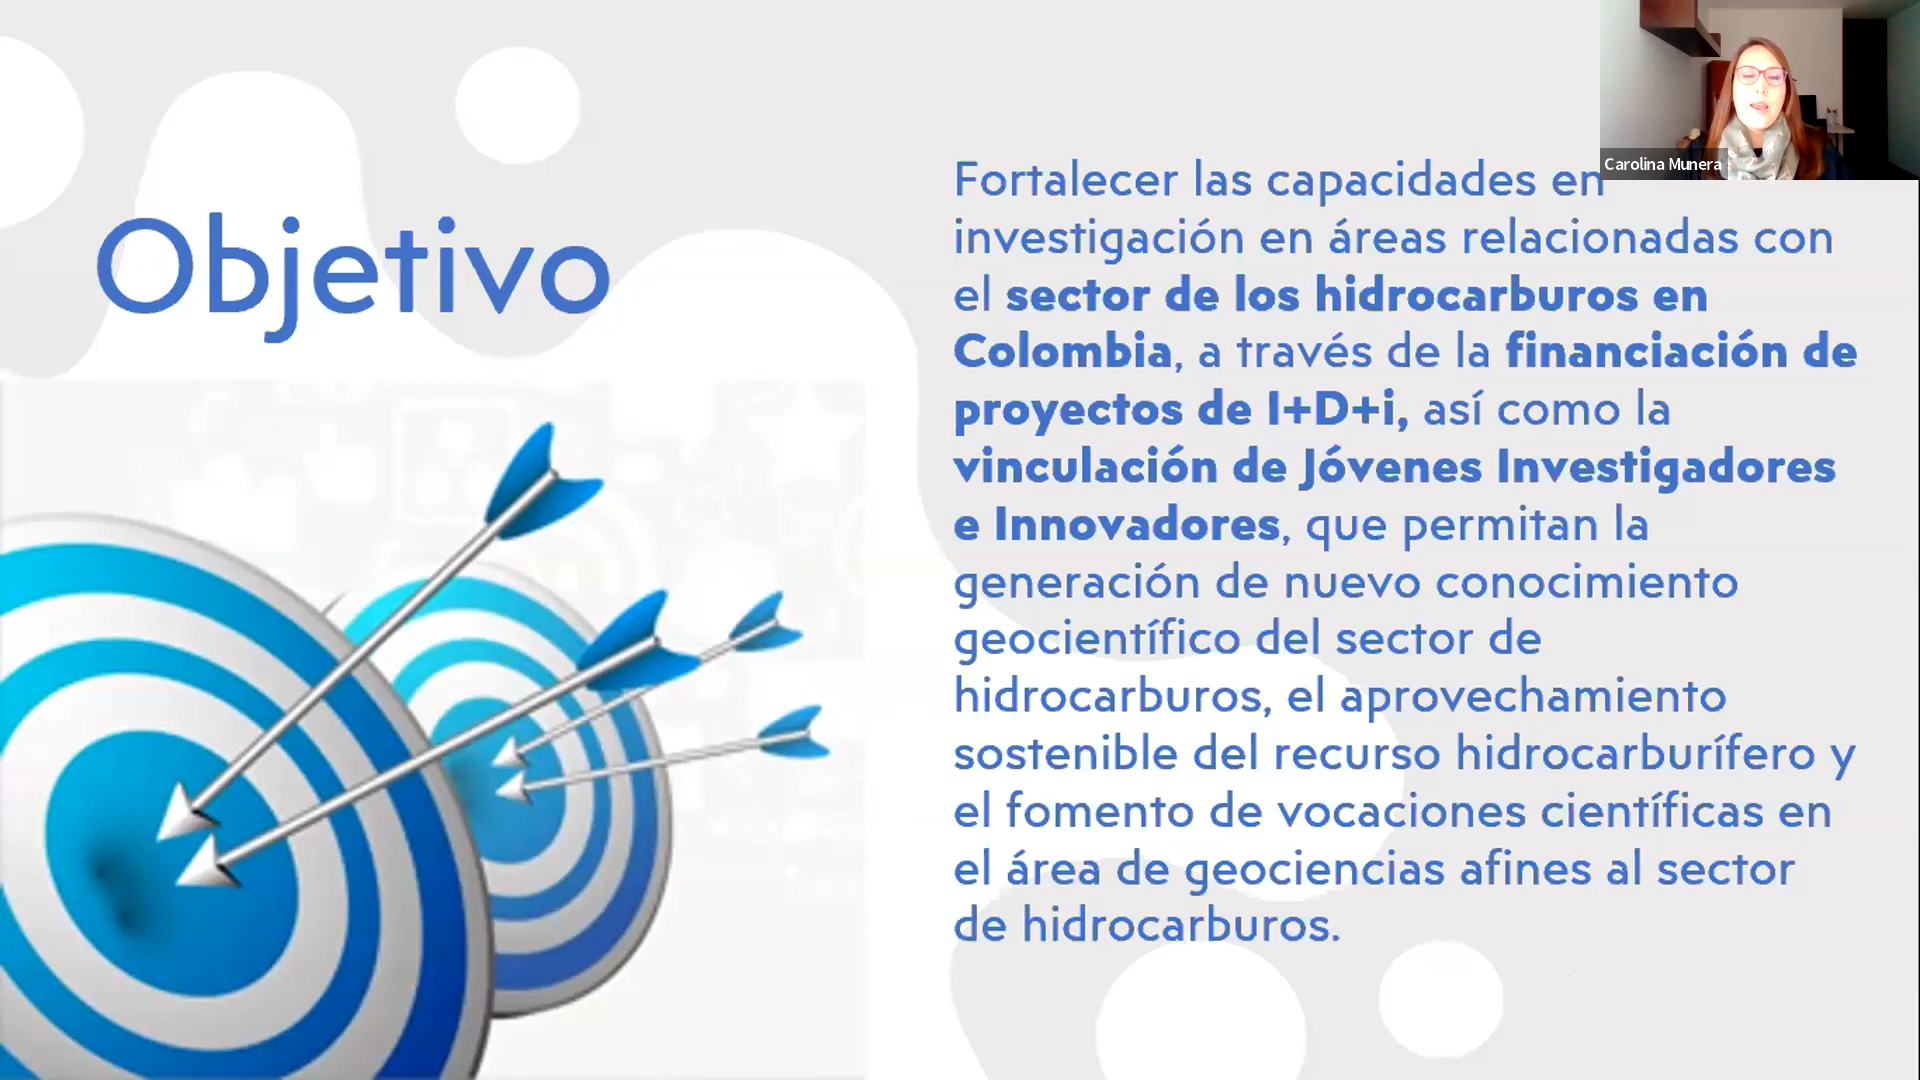 Objetivo
Fortalecer las capacidades en
investigación en áreas relacionadas con
el sector de los hidrocarburos en
Colombia, a través de la financiación de
proyectos de I+D+i, así como la
vinculación de Jóvenes Investigadores
e Innovadores, que permitan la
generación de nuevo conocimiento
geocientífico del sector de
hidrocarburos, el aprovechamiento
sostenible del recurso hidrocarburífero y
el fomento de vocaciones científicas en
el área de geociencias afines al sector
de hidrocarburos.
Carolina Munera